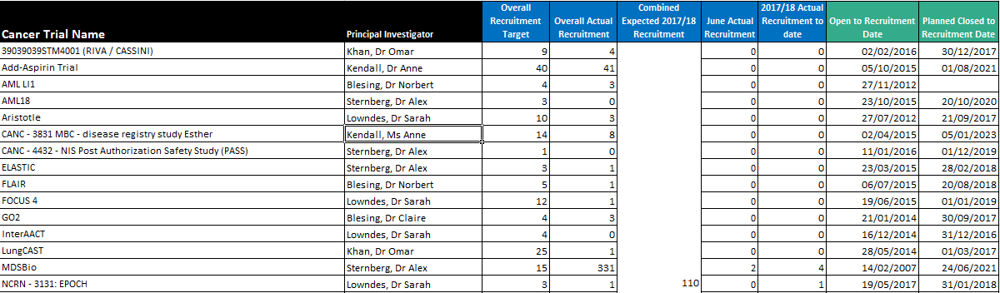 Cancer Trial Name Principal Investigator Overall Recruitment Target Overall Actual Recruitment Combined Expected 2017/18 Recruitment June Actual Recruitment 2017/18 Actual Recruitment to date Open to Recruitment Date Planned Closed to Recruitment Date
39039039STM4001 (RIVA / CASSINI) Khan, Dr Omar 9 4 0 0 02/02/2016 30/12/2017
Add-Aspirin Trial Kendall, Dr Anne 40 41 0 0 05/10/2015 01/08/2021
AML LI1 Blesing, Dr Norbert 4 3 0 0 27/11/2012
AML18 Sternberg, Dr Alex 3 0 0 0 23/10/2015 20/10/2020
Aristotle Lowndes, Dr Sarah 10 3 0 0 27/07/2012 21/09/2017
CANC - 3831 MBC - disease registry study Esther Kendall, Ms Anne 14 8 0 0 02/04/2015 05/01/2023
CANC - 4432 - NIS Post Authorization Safety Study (PASS) Sternberg, Dr Alex 1 0 0 0 11/01/2016 01/12/2019
ELASTIC Sternberg, Dr Alex 3 1 0 0 23/03/2015 28/02/2018
FLAIR Blesing, Dr Norbert 5 1 0 0 06/07/2015 20/08/2018
FOCUS 4 Lowndes, Dr Sarah 12 1 0 0 19/06/2015 01/01/2019
GO2 Blesing, Dr Claire 4 3 0 0 21/01/2014 30/09/2017
InterAACT Lowndes, Dr Sarah 4 0 0 0 16/12/2014 31/12/2016
LungCAST Khan, Dr Omar 25 1 0 0 28/05/2014 01/03/2017
MDSBio Sternberg, Dr Alex 15 331 2 4 14/02/2007 24/06/2021
NCRN - 3131: EPOCH Lowndes, Dr Sarah 3 1 110 0 1 19/05/2017 31/01/2018